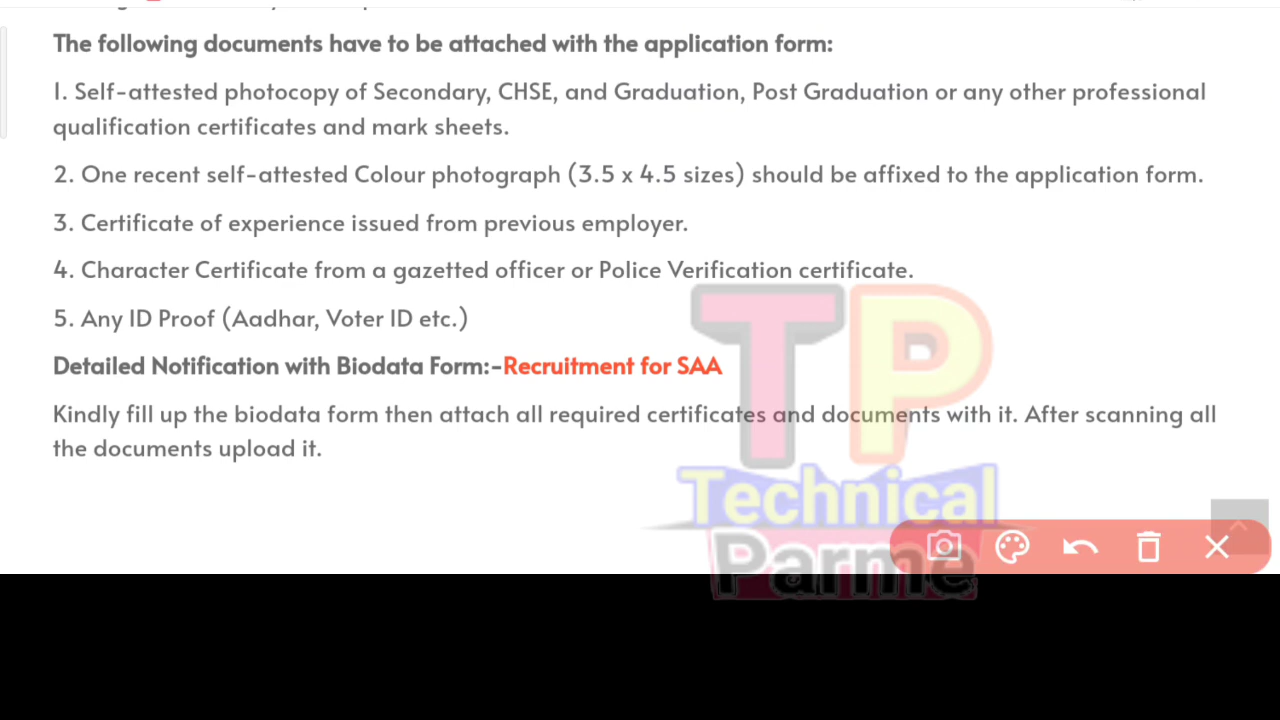 The following documents have to be attached with the application form:
1. Self-attested photocopy of Secondary, CHSE, and Graduation, Post Graduation or any other professional
qualification certificates and mark sheets.
2. One recent self-attested Colour photograph (3.5 x 4.5 sizes) should be affixed to the application form.
3. Certificate of experience issued from previous employer.
4. Character Certificate from a gazetted officer or Police Verification certificate.
5. Any ID Proof (Aadhar, Voter ID etc.)
Detailed Notification with Biodata Form:-Recruitment for SAA
Kindly fill up the biodata form then attach all required certificates and documents with it. After scanning all
the documents upload it.
TP
Technical
Parme